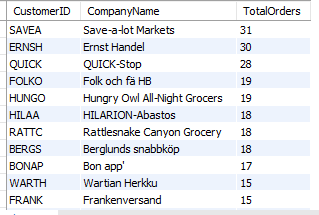 CustomerID CompanyName TotalOrders
SAVEA Save-a-lot Markets 31
ERNSH Ernst Handel 30
QUICK QUICK-Stop 28
FOLKO Folk och fä HB 19
HUNGO Hungry Owl All-Night Grocers 19
HILAA HILARION-Abastos 18
RATTC Rattlesnake Canyon Grocery 18
BERGS Berglunds snabbköp 18
BONAP Bon app' 17
WARTH Wartian Herkku 15
FRANK Frankenversand 15